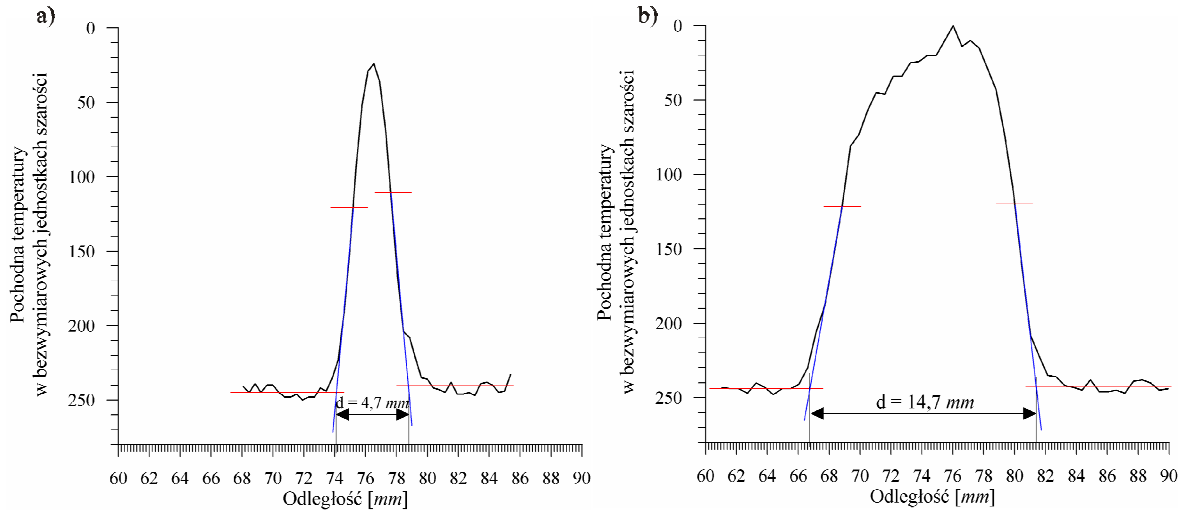 a)
Pochodna temperatury
w bezwymiarowych jednostkach szarości
0
50
100
150
200
250
d = 4,7 mm
60 62 64 66 68 70 72 74 76 78 80 82 84 86 88 90
Odległość [mm]
b)
Pochodna temperatury
w bezwymiarowych jednostkach szarości
0
50
100
150
200
250
d = 14,7 mm
60 62 64 66 68 70 72 74 76 78 80 82 84 86 88 90
Odległość [mm]